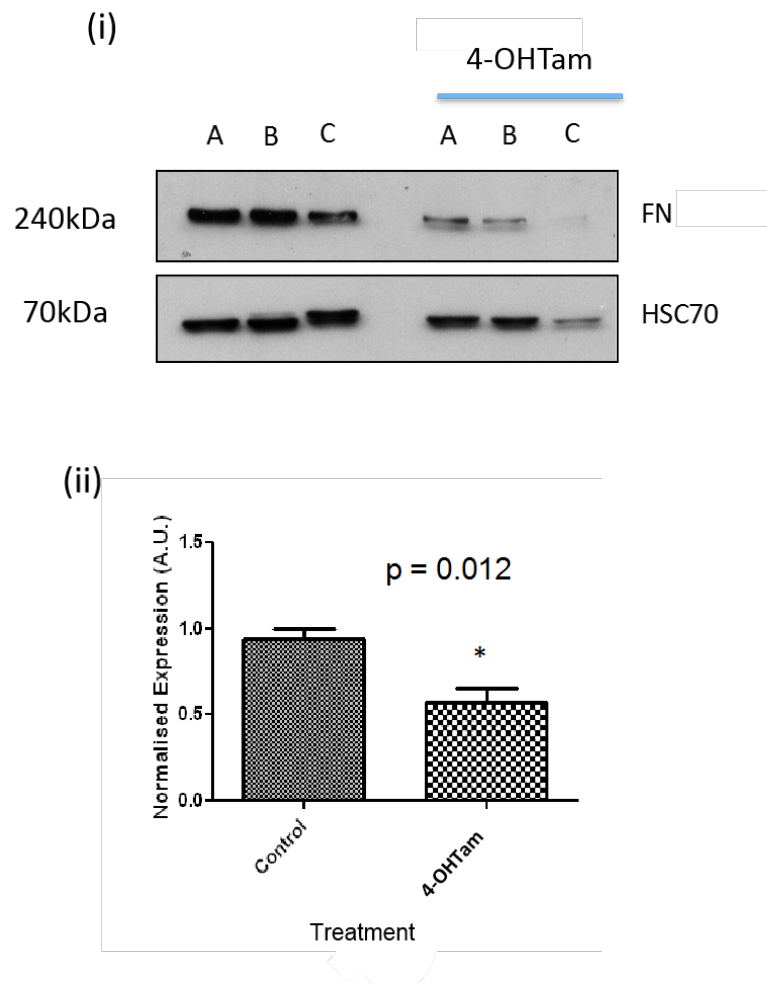 (i)
4-OHTam
A B C A B C
240kDa FN
70kDa HSC70
(ii)
Normalised Expression (A.U.)
1.5
p = 0.012
1.0
*
0.5
0.0
Control 4-OHTam
Treatment